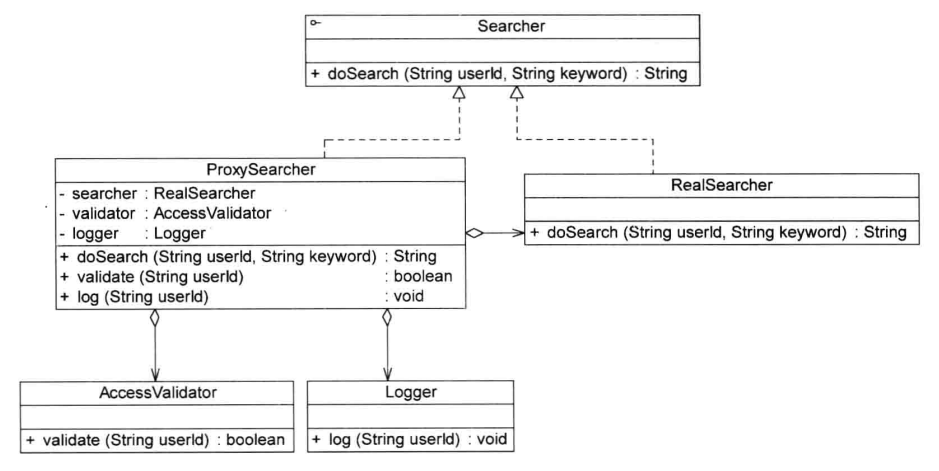 Searcher
+ doSearch (String userId, String keyword) : String
ProxySearcher
- searcher : RealSearcher
- validator : AccessValidator
- logger : Logger
+ doSearch (String userId, String keyword) : String
+ validate (String userId) : boolean
+ log (String userId) : void
RealSearcher
+ doSearch (String userId, String keyword) : String
AccessValidator
+ validate (String userId) : boolean
Logger
+ log (String userId) : void